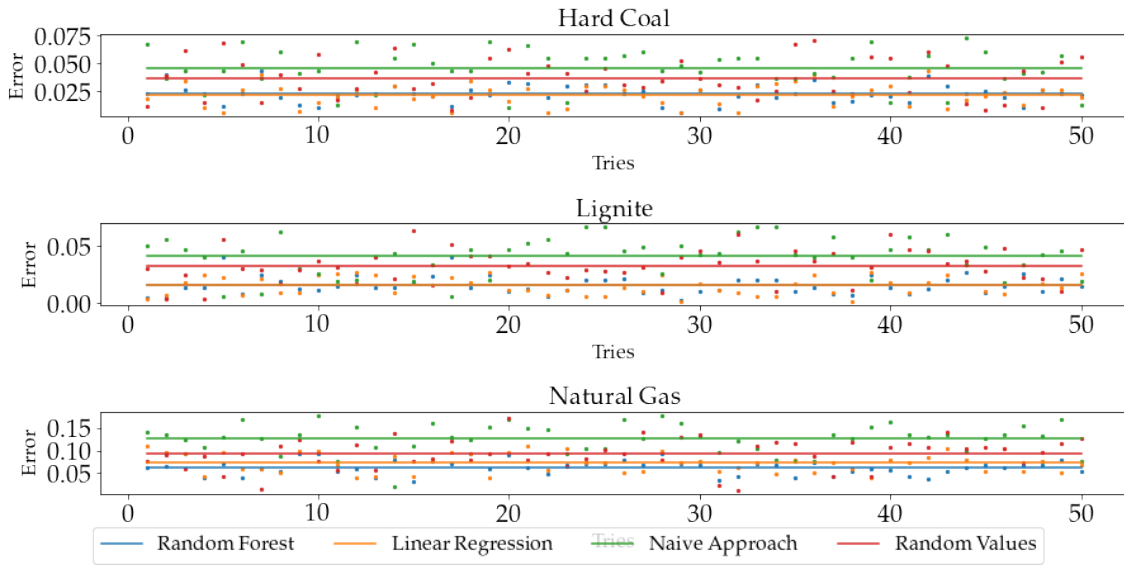 Hard Coal
0.075
0.050
0.025
Error
0 10 20 30 40 50
Tries
Lignite
0.05
0.00
Error
0 10 20 30 40 50
Tries
Natural Gas
0.15
0.10
0.05
Error
0 10 20 30 40 50
Tries
Random Forest Linear Regression Naive Approach Random Values